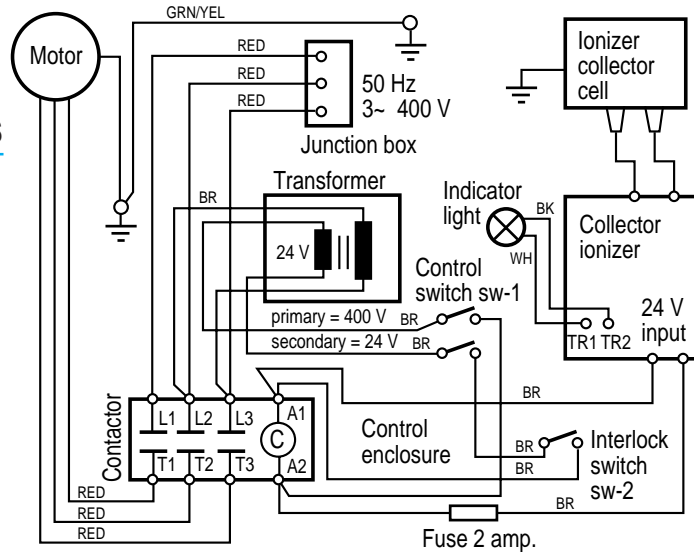 GRN/YEL
Motor
RED
RED
RED
50 Hz
3~ 400 V
Junction box
Ionizer
collector
cell
S
Transformer
BR
24 V
Indicator
light
BK
WH
Collector
ionizer
24 V
input
TR1 TR2
Control
switch sw-1
primary = 400 V BR
secondary = 24 V BR
BR
Contactor
L1 L2 L3 A1
C
T1 T2 T3 A2
Control
enclosure
BR
BR
Interlock
switch
sw-2
RED
RED
RED
BR
Fuse 2 amp.